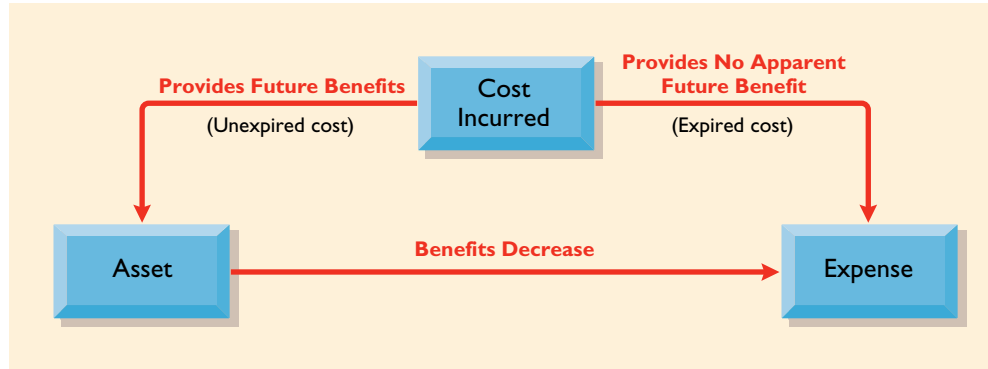 Provides Future Benefits
(Unexpired cost)
Cost
Incurred
Provides No Apparent
Future Benefit
(Expired cost)
Asset
Benefits Decrease
Expense